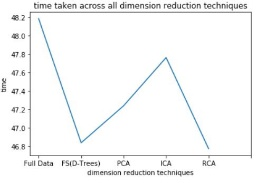 time taken across all dimension reduction techniques
48.2
48.0
47.8
47.6
47.4
47.2
47.0
46.8
time
Full Data FS(D-Trees) PCA ICA RCA
dimension reduction techniques